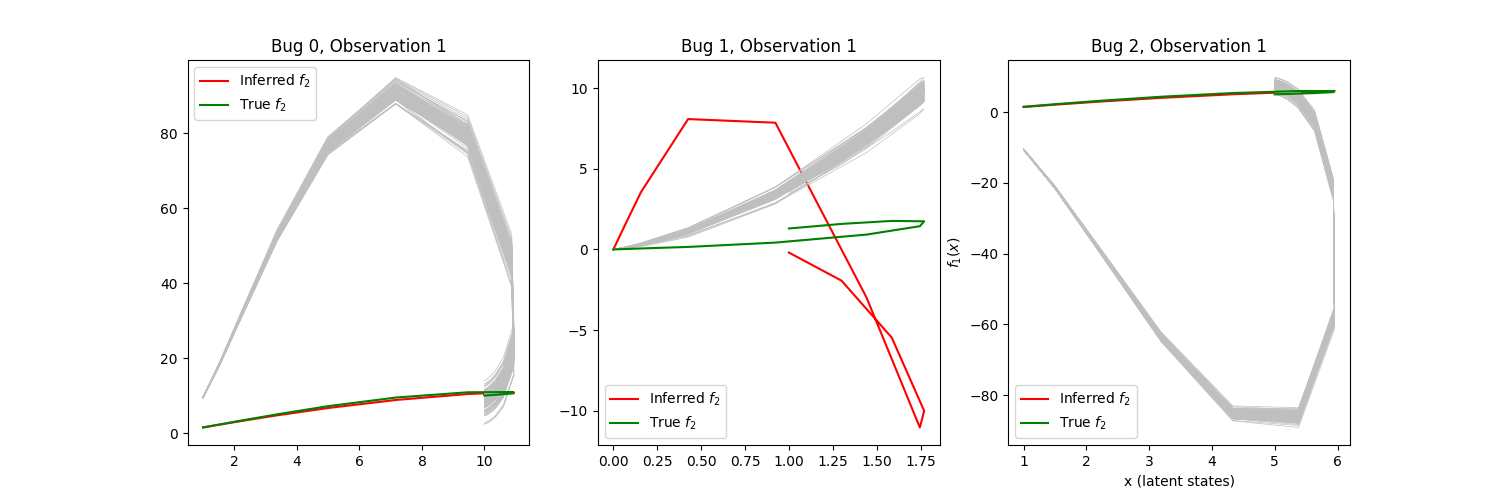 Bug 0, Observation 1
Inferred f₂
True f₂
80
60
40
20
0
2 4 6 8 10
Bug 1, Observation 1
10
5
0
−5
−10
Inferred f₂
True f₂
0.00 0.25 0.50 0.75 1.00 1.25 1.50 1.75
Bug 2, Observation 1
f₁(x)
0
−20
−40
−60
−80
Inferred f₂
True f₂
1 2 3 4 5 6
x (latent states)